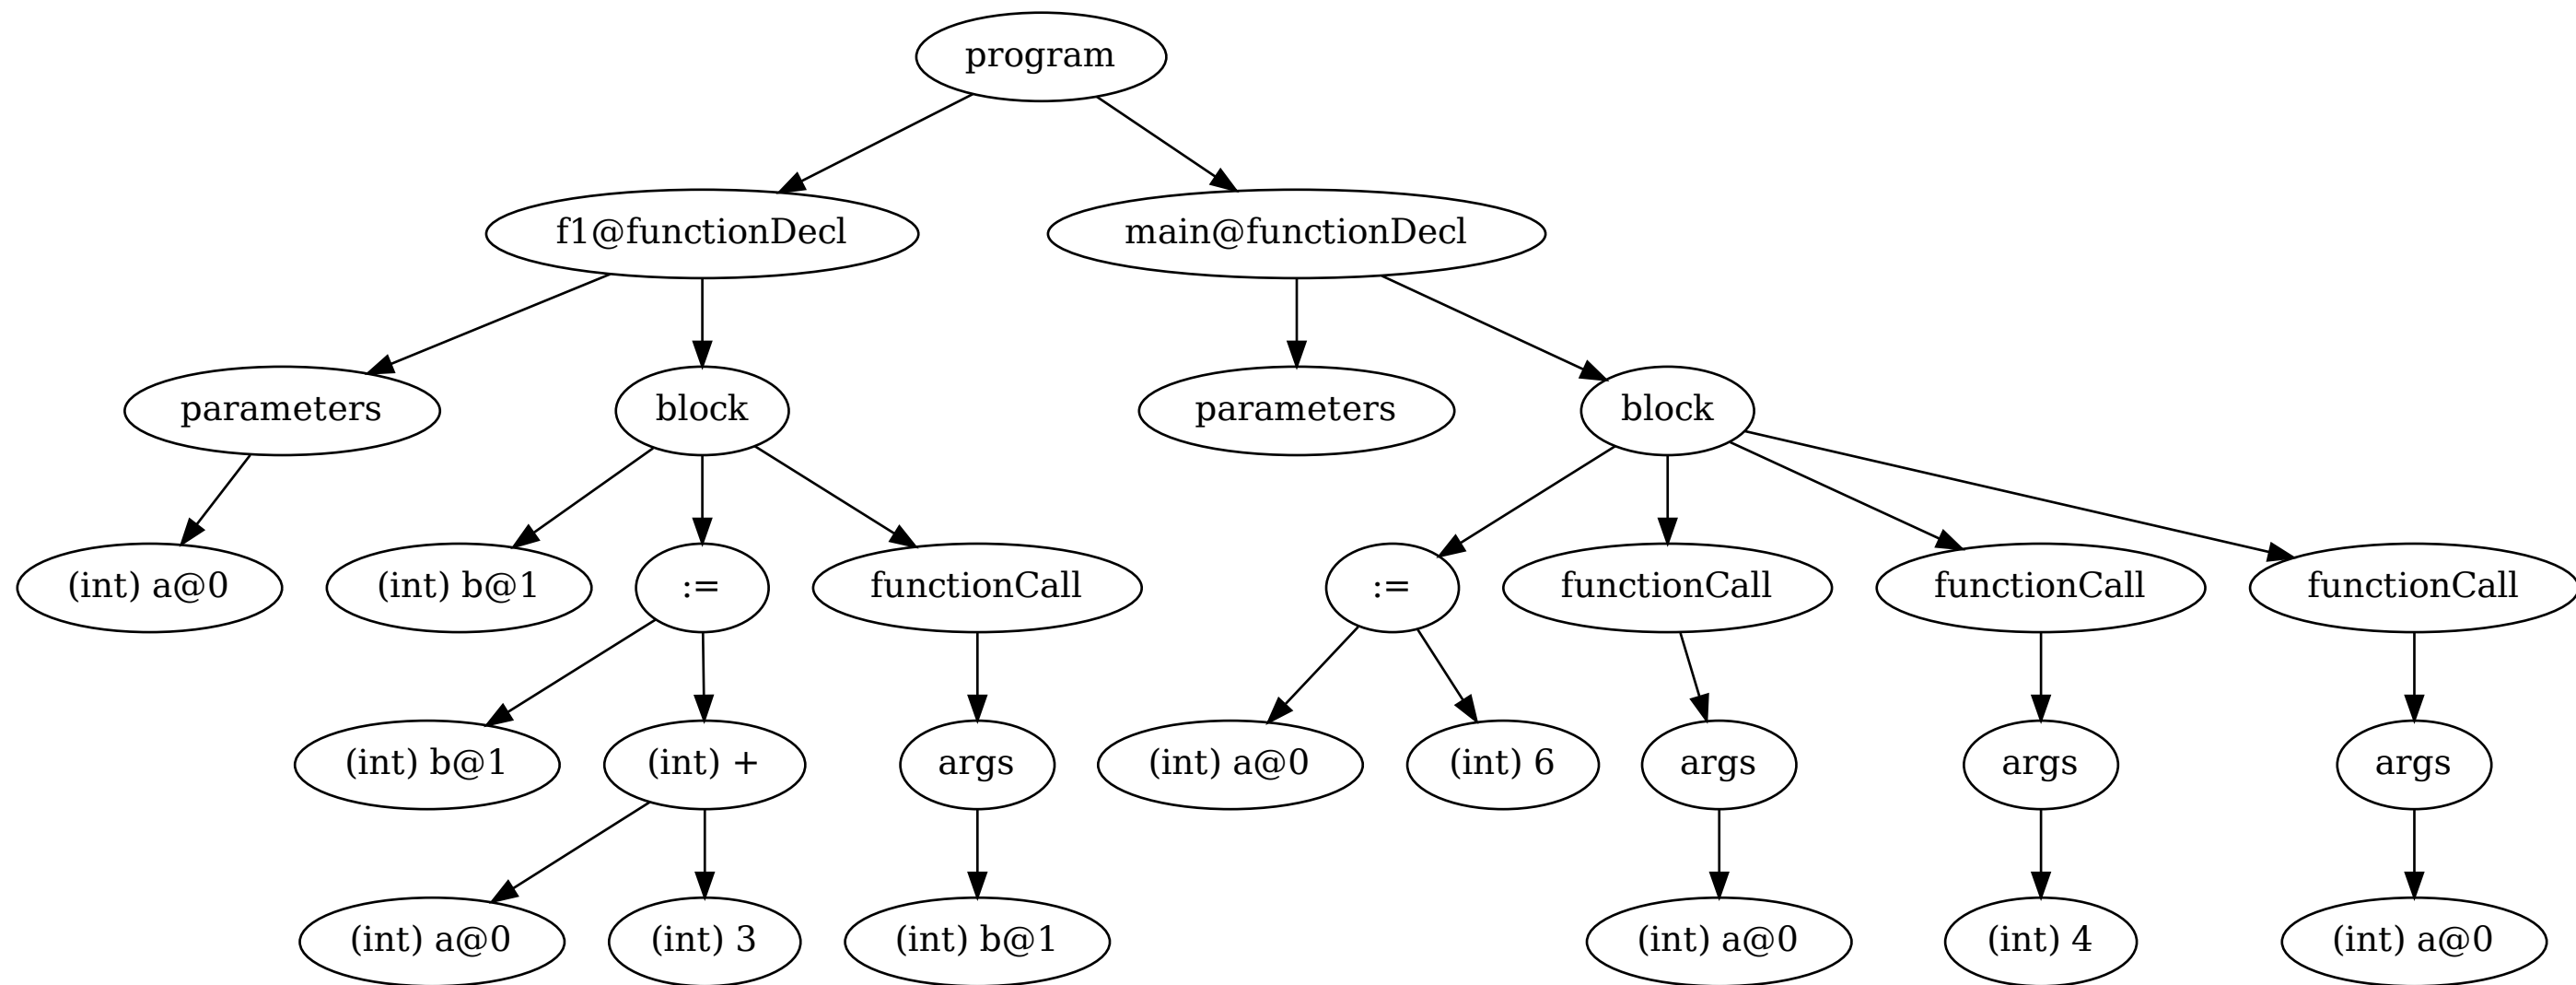 program
f1@functionDecl
main@functionDecl
parameters
block
parameters
block
(int) a@0
(int) b@1
:=
functionCall
:=
functionCall
functionCall
functionCall
(int) b@1
(int) +
args
(int) a@0
(int) 6
args
args
args
(int) a@0
(int) 3
(int) b@1
(int) a@0
(int) 4
(int) a@0